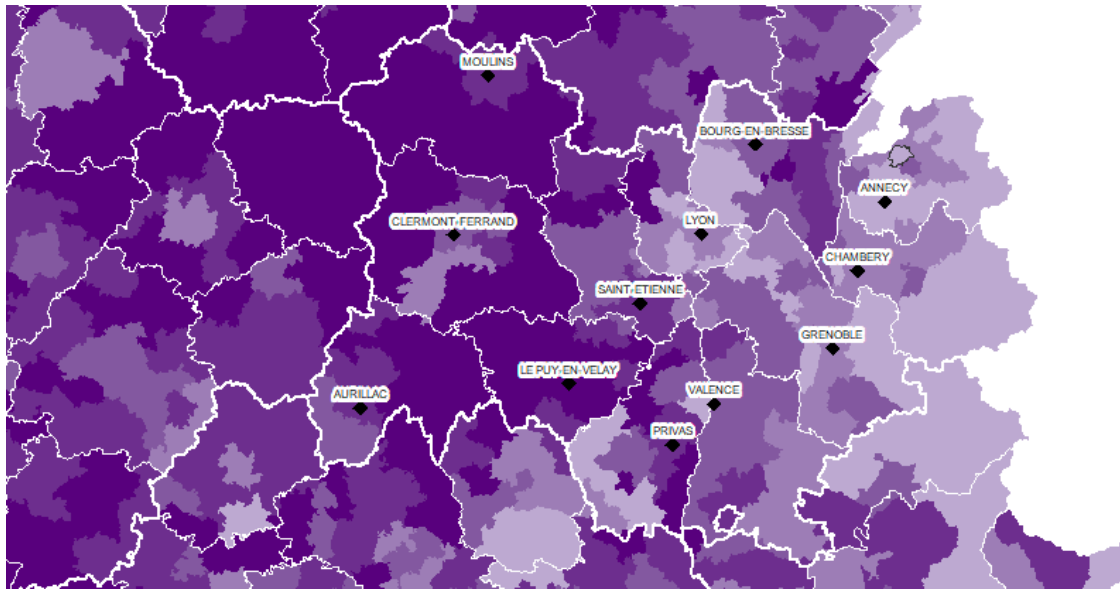 MOULINS
BOURG-EN-BRESSE
ANNECY
CLERMONT-FERRAND
LYON
CHAMBERY
SAINT-ETIENNE
GRENOBLE
LE PUY-EN-VELAY
AURILLAC
VALENCE
PRIVAS